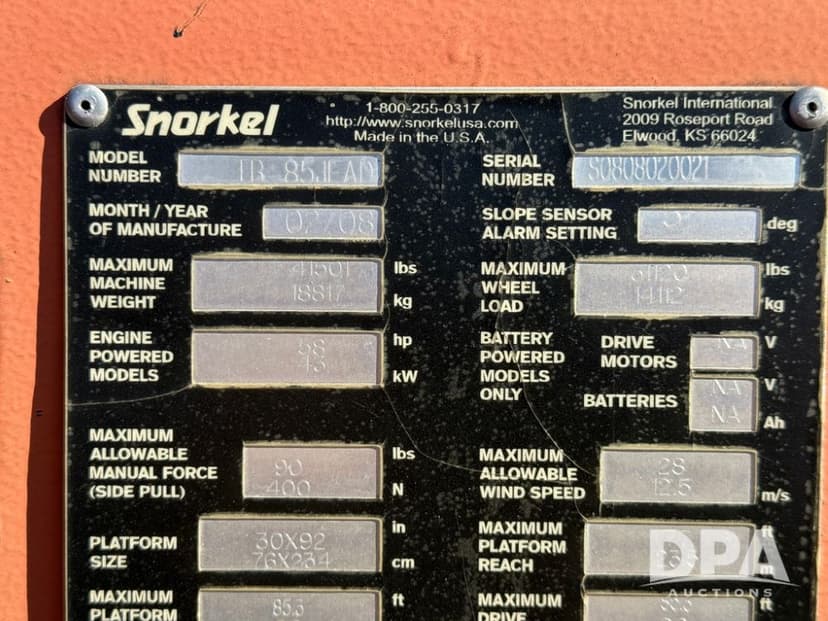 Snorkel
1-800-255-0317
http://www.snorkelusa.com
Made in the U.S.A.
Snorkel International
2009 Roseport Road
Elwood, KS 66024
MODEL NUMBER TB 85JEAD
SERIAL NUMBER S0808020021
MONTH / YEAR OF MANUFACTURE 02/08
SLOPE SENSOR ALARM SETTING deg
MAXIMUM MACHINE WEIGHT 41501 lbs
18817 kg
MAXIMUM WHEEL LOAD lbs
14112 kg
ENGINE POWERED MODELS 58 hp
43 kW
BATTERY POWERED MODELS ONLY
DRIVE MOTORS NA V
BATTERIES NA V
NA Ah
MAXIMUM ALLOWABLE MANUAL FORCE (SIDE PULL) 90 lbs
400 N
MAXIMUM ALLOWABLE WIND SPEED 28
12.5 m/s
PLATFORM SIZE 30X92 in
76X234 cm
MAXIMUM PLATFORM REACH ft
m
MAXIMUM PLATFORM 85.3 ft
MAXIMUM DRIVE ft
DPA
AUCTIONS